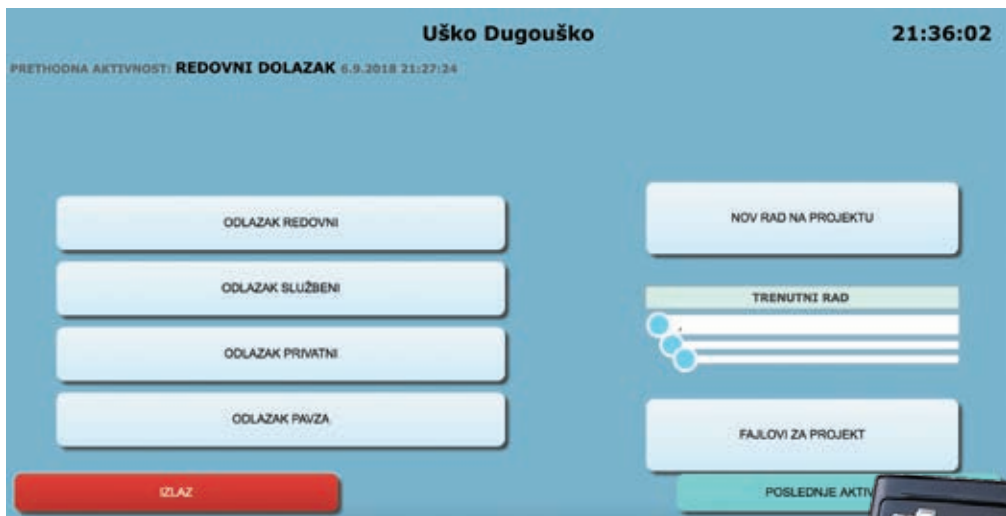 Uško Dugouško
21:36:02
PRETHODNA AKTIVNOST: REDOVNI DOLAZAK 6.9.2018 21:27:24
ODLAZAK REDOVNI
ODLAZAK SLUŽBENI
ODLAZAK PRIVATNI
ODLAZAK PAVZA
IZLAZ
NOV RAD NA PROJEKTU
TRENUTNI RAD
FAJLOVI ZA PROJEKT
POSLEDNJE AKTIV